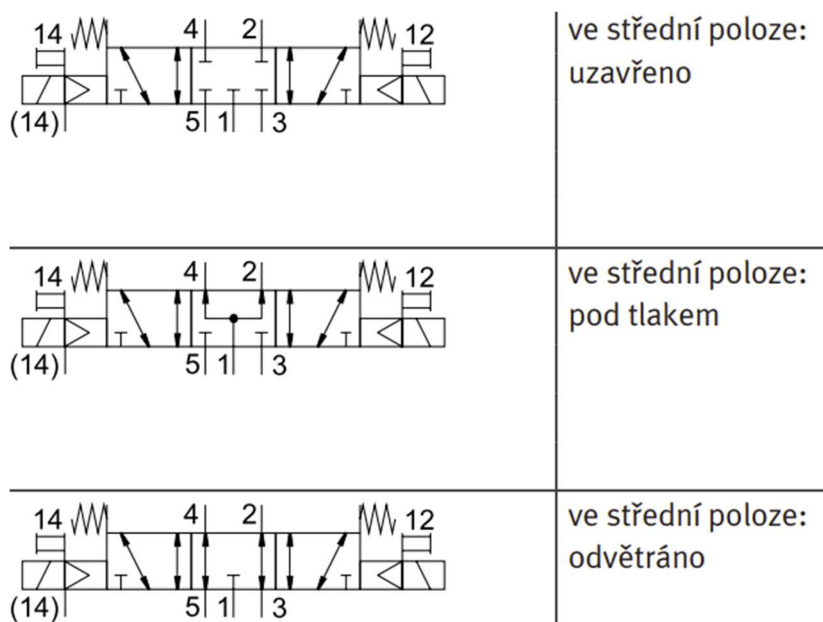 14 4 2 12
(14) 5 1 3
ve střední poloze:
uzavřeno
14 4 2 12
(14) 5 1 3
ve střední poloze:
pod tlakem
14 4 2 12
(14) 5 1 3
ve střední poloze:
odvětráno